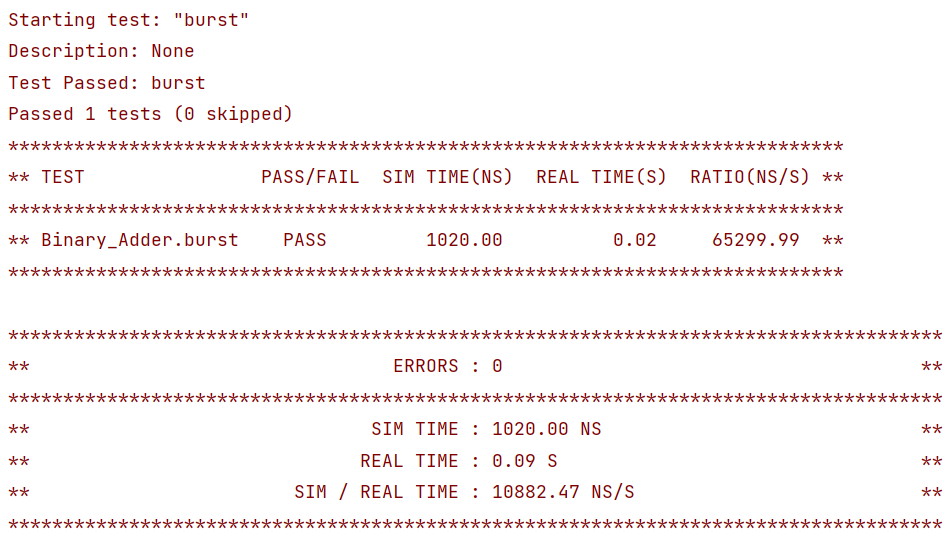 Starting test: "burst"
Description: None
Test Passed: burst
Passed 1 tests (0 skipped)
****************************************************************************
** TEST                PASS/FAIL  SIM TIME(NS)  REAL TIME(S)  RATIO(NS/S) **
****************************************************************************
** Binary_Adder.burst    PASS         1020.00          0.02     65299.99  **
****************************************************************************

*************************************************************************************
**                                 ERRORS : 0                                      **
*************************************************************************************
**                               SIM TIME : 1020.00 NS                             **
**                              REAL TIME : 0.09 S                                 **
**                        SIM / REAL TIME : 10882.47 NS/S                          **
*************************************************************************************